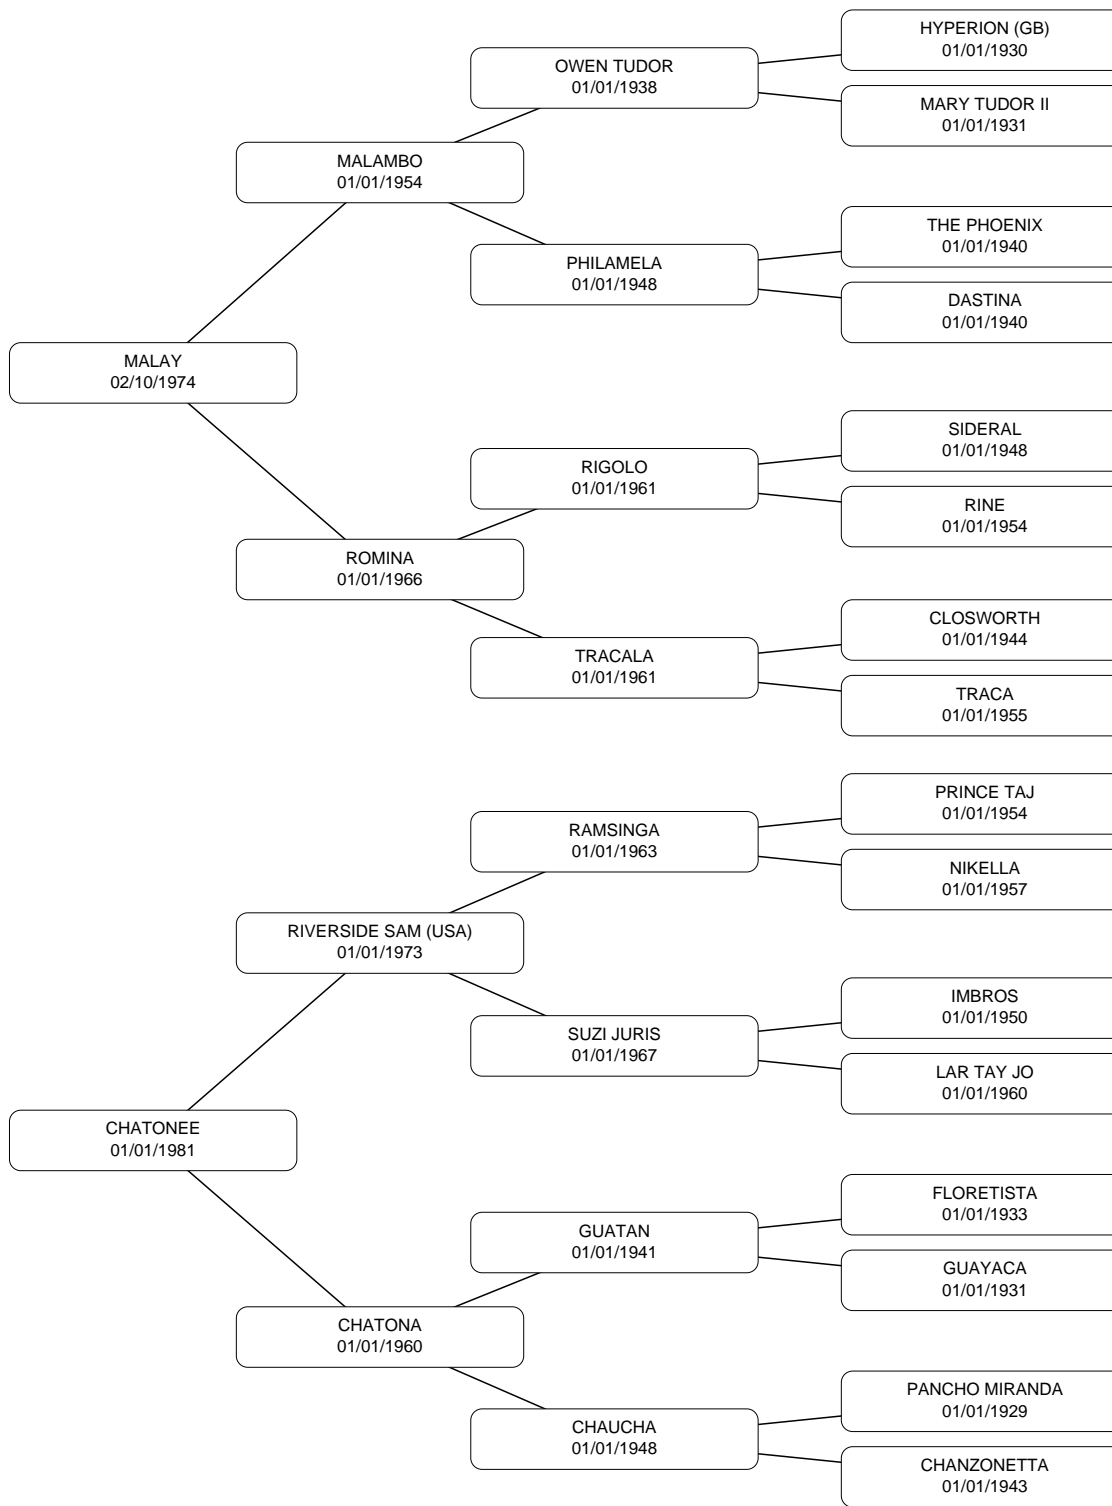 HYPERION (GB)
01/01/1930
OWEN TUDOR
01/01/1938
MARY TUDOR II
01/01/1931
MALAMBO
01/01/1954
THE PHOENIX
01/01/1940
PHILAMELA
01/01/1948
DASTINA
01/01/1940
MALAY
02/10/1974
SIDERAL
01/01/1948
RIGOLO
01/01/1961
RINE
01/01/1954
ROMINA
01/01/1966
CLOSWORTH
01/01/1944
TRACALA
01/01/1961
TRACA
01/01/1955
PRINCE TAJ
01/01/1954
RAMSINGA
01/01/1963
NIKELLA
01/01/1957
RIVERSIDE SAM (USA)
01/01/1973
IMBROS
01/01/1950
SUZI JURIS
01/01/1967
LAR TAY JO
01/01/1960
CHATONEE
01/01/1981
FLORETISTA
01/01/1933
GUATAN
01/01/1941
GUAYACA
01/01/1931
CHATONA
01/01/1960
PANCHO MIRANDA
01/01/1929
CHAUCHA
01/01/1948
CHANZONETTA
01/01/1943